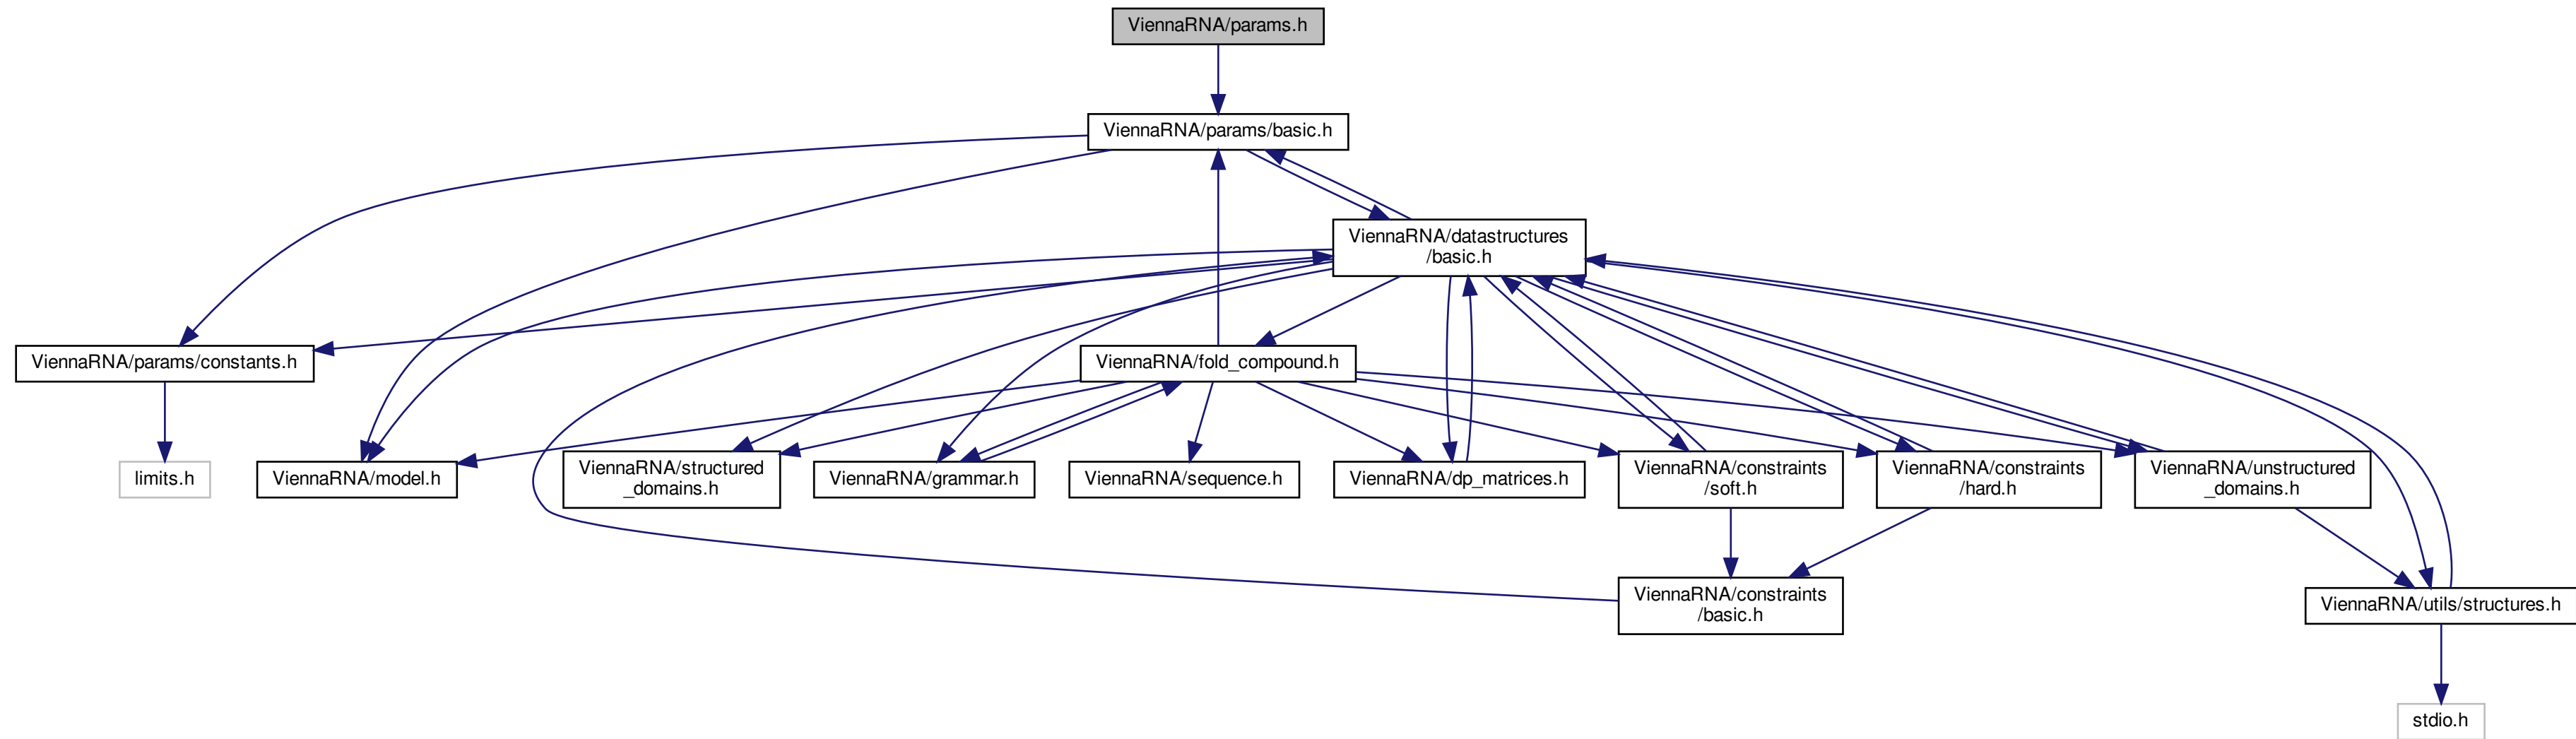 ViennaRNA/params.h
ViennaRNA/params/basic.h
ViennaRNA/datastructures
/basic.h
ViennaRNA/params/constants.h
ViennaRNA/fold_compound.h
limits.h
ViennaRNA/model.h
ViennaRNA/structured
_domains.h
ViennaRNA/grammar.h
ViennaRNA/sequence.h
ViennaRNA/dp_matrices.h
ViennaRNA/constraints
/soft.h
ViennaRNA/constraints
/hard.h
ViennaRNA/unstructured
_domains.h
ViennaRNA/constraints
/basic.h
ViennaRNA/utils/structures.h
stdio.h